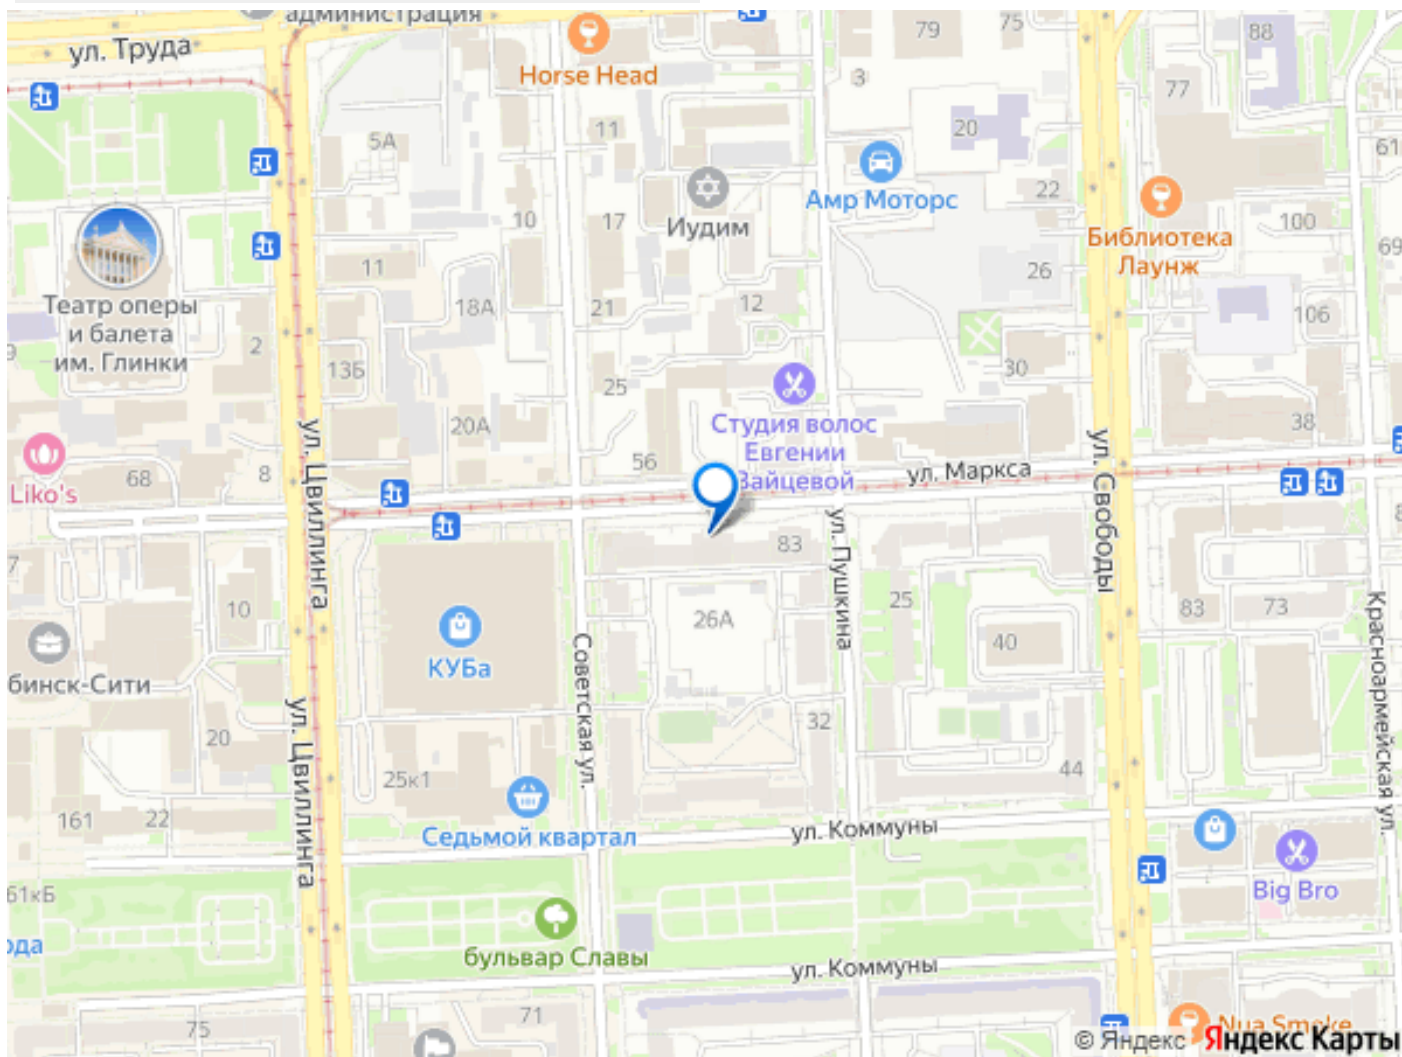 администрация
ул. Труда
Horse Head
79
75
88
77
3
11
5А
20
61
22
Амр Моторс
10
17
Иудим
100
Библиотека
Лаунж
69
11
26
Театр оперы
и балета
им. Глинки
18А
21
12
106
2
13Б
25
30
20А
Студия волос
Евгении
Зайцевой
38
56
ул. Маркса
68
8
Liko's
ул. Цвиллинга
ул. Свободы
83
ул. Пушкина
7
10
26А
25
40
83
73
Красноармейская ул.
КУБа
Советская ул.
бинск-Сити
ул. Цвиллинга
20
32
25к1
44
161
22
Седьмой квартал
ул. Коммуны
Big Bro
61кБ
ода
бульвар Славы
ул. Коммуны
75
71
Nua Smoke
© Яндекс Яндекс Карты